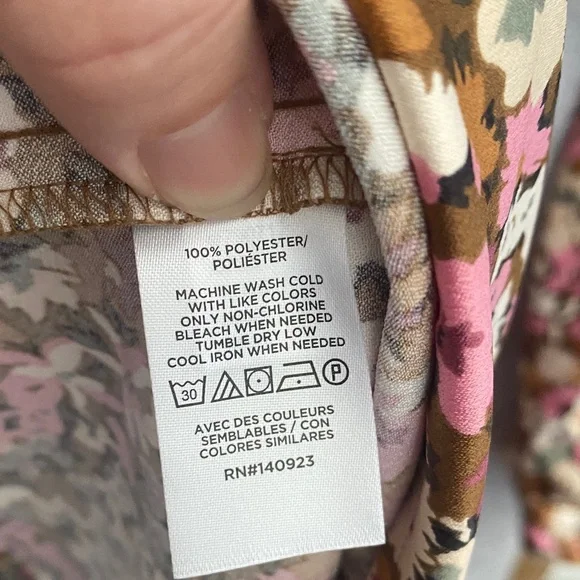 100% POLYESTER/
POLIÉSTER
MACHINE WASH COLD
WITH LIKE COLORS
ONLY NON-CHLORINE
BLEACH WHEN NEEDED
TUMBLE DRY LOW
COOL IRON WHEN NEEDED
30 P
AVEC DES COULEURS
SEMBLABLES / CON
COLORES SIMILARES
RN#140923